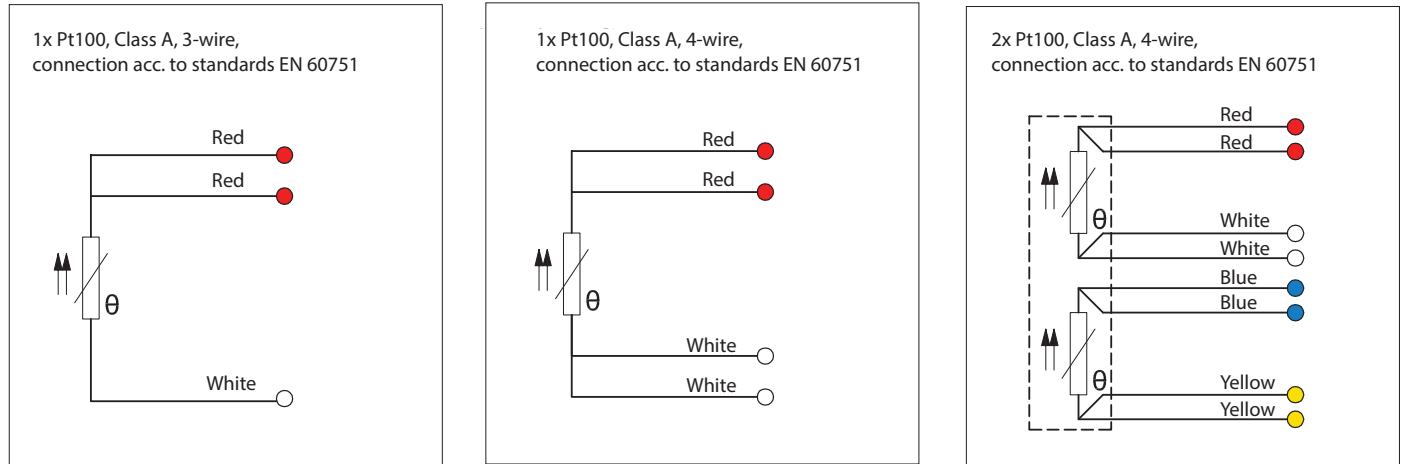 1x Pt100, Class A, 3-wire,
connection acc. to standards EN 60751
Red
Red
θ
White
1x Pt100, Class A, 4-wire,
connection acc. to standards EN 60751
Red
Red
θ
White
White
2x Pt100, Class A, 4-wire,
connection acc. to standards EN 60751
Red
Red
θ
White
White
Blue
Blue
θ
Yellow
Yellow